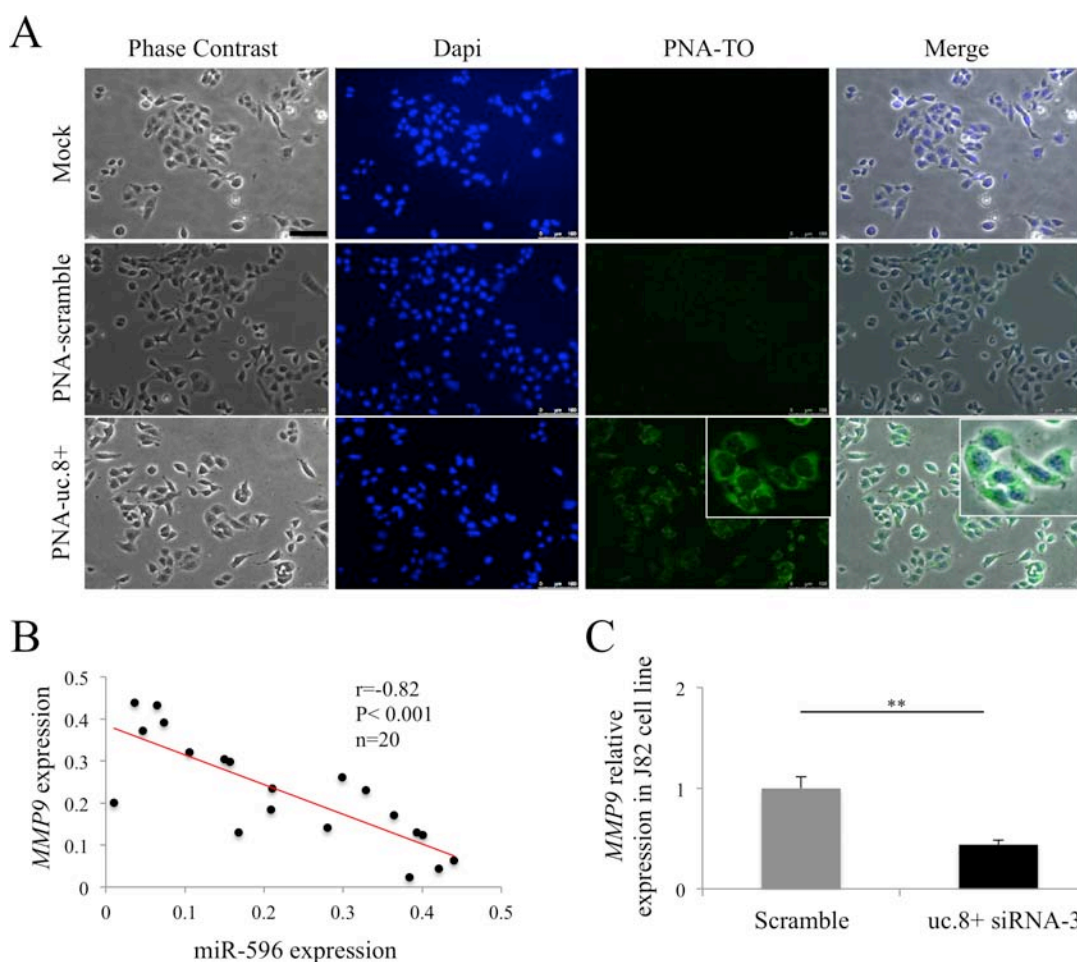 A
Phase Contrast Dapi PNA-TO Merge
Mock
PNA-scramble
PNA-uc.8+
B
MMP9 expression
0.5
0.4
0.3
0.2
0.1
0
r=-0.82
P< 0.001
n=20
0.1 0.2 0.3 0.4 0.5
miR-596 expression
C
MMP9 relative
expression in J82 cell line
2
1
0
**
Scramble uc.8+ siRNA-3